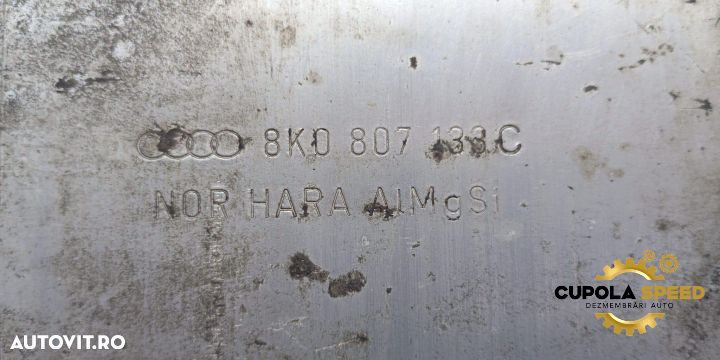 8K0 807 133 C
NOR HARA AlMgSi
CUPOLA SPEED
DEZMEMBRĂRI AUTO
AUTOVIT.RO